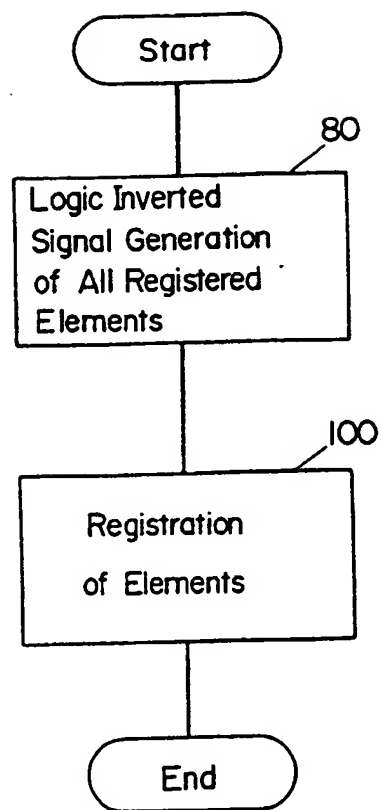 Start
80
Logic Inverted
Signal Generation
of All Registered
Elements
100
Registration
of Elements
End